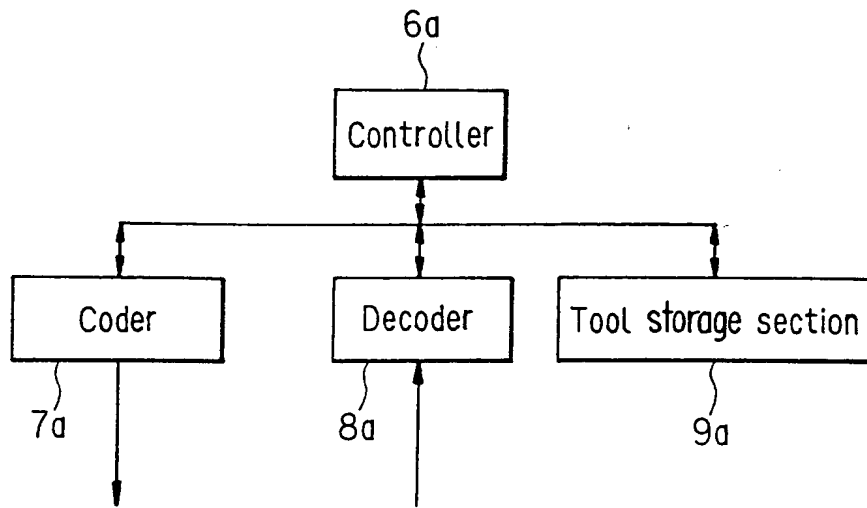 6a
Controller
Coder
Decoder
Tool storage section
7a
8a
9a